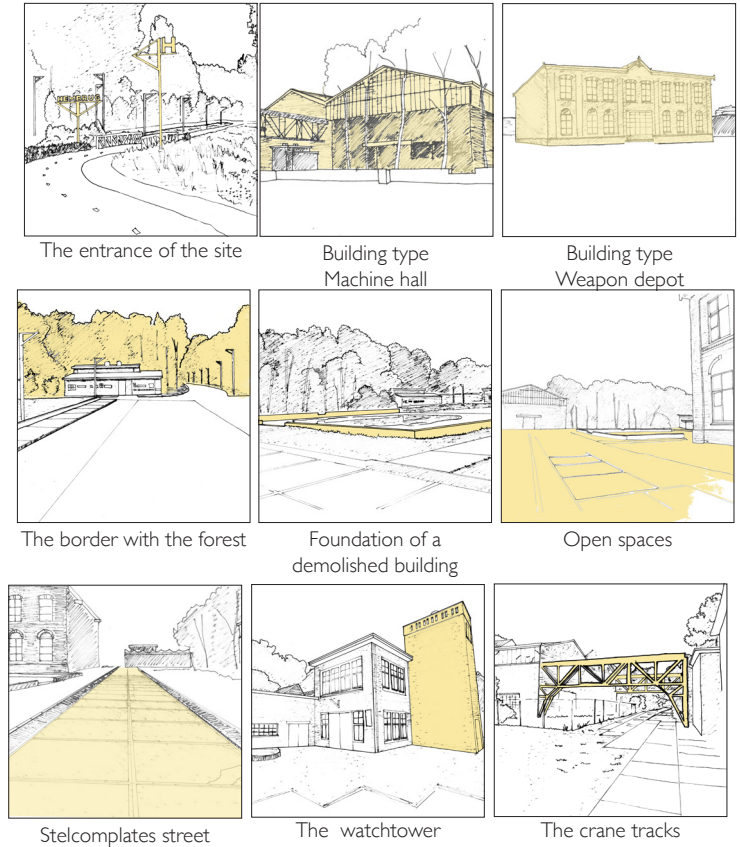 HEMBRUG
H
The entrance of the site
Building type
Machine hall
Building type
Weapon depot
The border with the forest
Foundation of a
demolished building
Open spaces
Stelcomplates street
The watchtower
The crane tracks